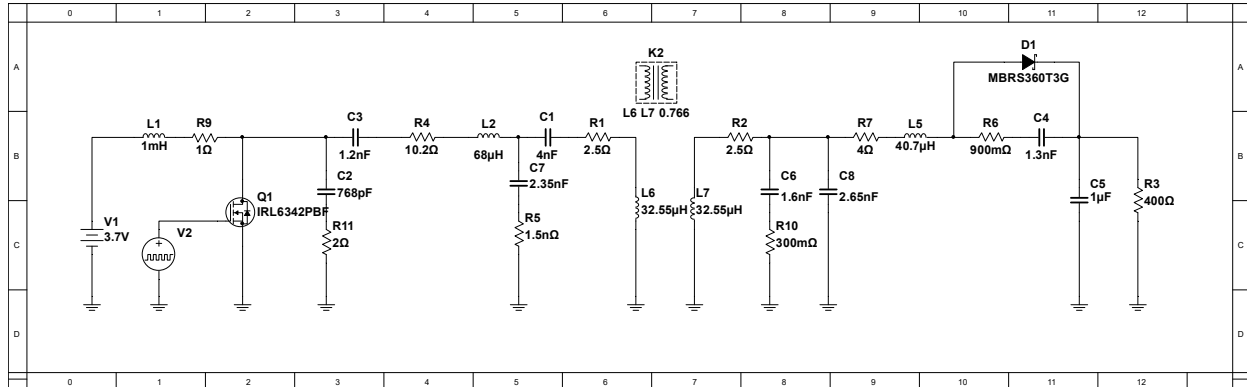 0 1 2 3 4 5 6 7 8 9 10 11 12
A A
K2
L6 L7 0.766
D1
MBRS360T3G
B B
L1
1mH
R9
1Ω
C3
1.2nF
R4
10.2Ω
L2
68µH
C1
4nF
R1
2.5Ω
R2
2.5Ω
R7
4Ω
L5
40.7µH
R6
900mΩ
C4
1.3nF
C2
768pF
C7
2.35nF
C6
1.6nF
C8
2.65nF
L6
32.55µH
L7
32.55µH
C5
1µF
R3
400Ω
Q1
IRL6342PBF
C C
V1
3.7V
V2
R11
2Ω
R5
1.5nΩ
R10
300mΩ
D D
0 1 2 3 4 5 6 7 8 9 10 11 12